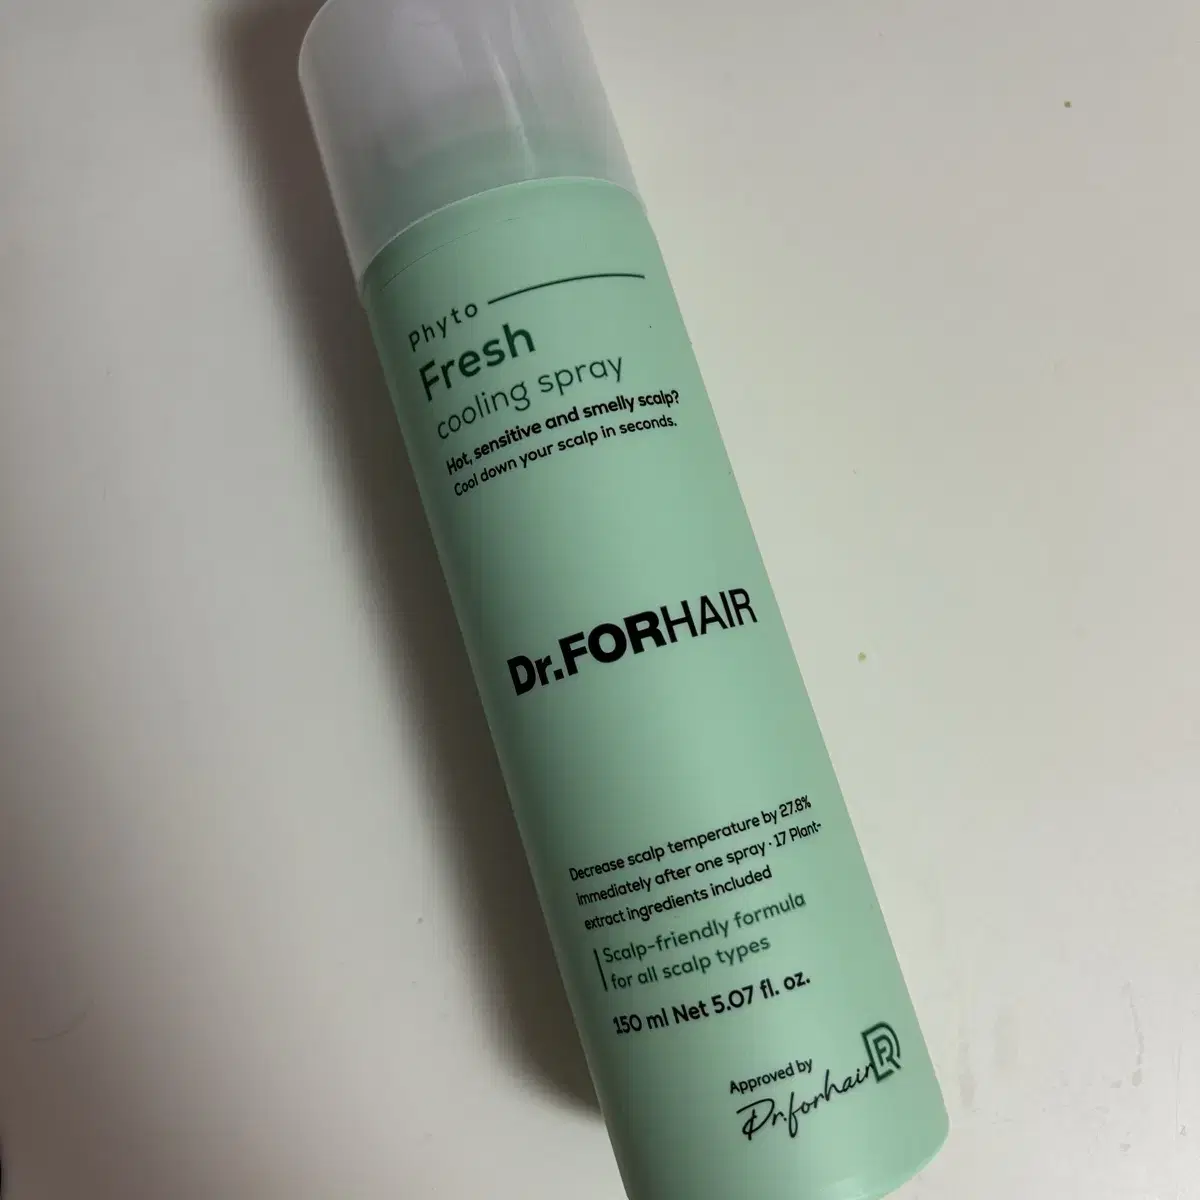 Phyto
Fresh
cooling spray
Hot, sensitive and smelly scalp?
Cool down your scalp in seconds.
Dr.FORHAIR
Decrease scalp temperature by 27.8%
immediately after one spray · 17 Plant-
extract ingredients included
Scalp-friendly formula
for all scalp types
150 ml Net 5.07 fl. oz.
Approved by
Dr.forhair